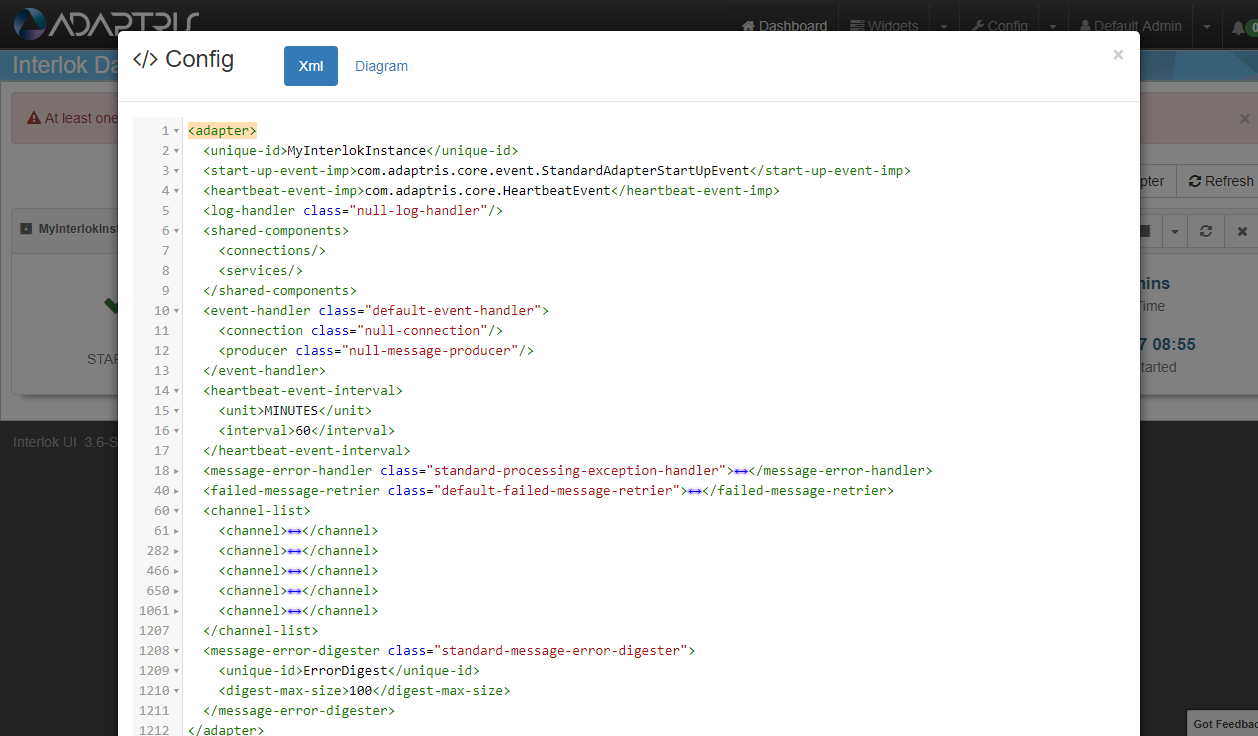 ADAPTRIS
Dashboard
Widgets
Config
Default Admin
Interlok Da
</> Config
Xml
Diagram
×
At least one
×
1 <adapter>
2 <unique-id>MyInterlokInstance</unique-id>
3 <start-up-event-imp>com.adaptris.core.event.StandardAdapterStartUpEvent</start-up-event-imp>
4 <heartbeat-event-imp>com.adaptris.core.HeartbeatEvent</heartbeat-event-imp>
5 <log-handler class="null-log-handler"/>
6 <shared-components>
7 <connections/>
8 <services/>
9 </shared-components>
10 <event-handler class="default-event-handler">
11 <connection class="null-connection"/>
12 <producer class="null-message-producer"/>
13 </event-handler>
14 <heartbeat-event-interval>
15 <unit>MINUTES</unit>
16 <interval>60</interval>
17 </heartbeat-event-interval>
18 <message-error-handler class="standard-processing-exception-handler">↔</message-error-handler>
40 <failed-message-retrier class="default-failed-message-retrier">↔</failed-message-retrier>
60 <channel-list>
61 <channel>↔</channel>
282 <channel>↔</channel>
466 <channel>↔</channel>
650 <channel>↔</channel>
1061 <channel>↔</channel>
1207 </channel-list>
1208 <message-error-digester class="standard-message-error-digester">
1209 <unique-id>ErrorDigest</unique-id>
1210 <digest-max-size>100</digest-max-size>
1211 </message-error-digester>
1212 </adapter>
pter
Refresh
MyInterlokInst
STAR
nins
Time
7 08:55
tarted
Interlok UI 3.6-S
Got Feedbac